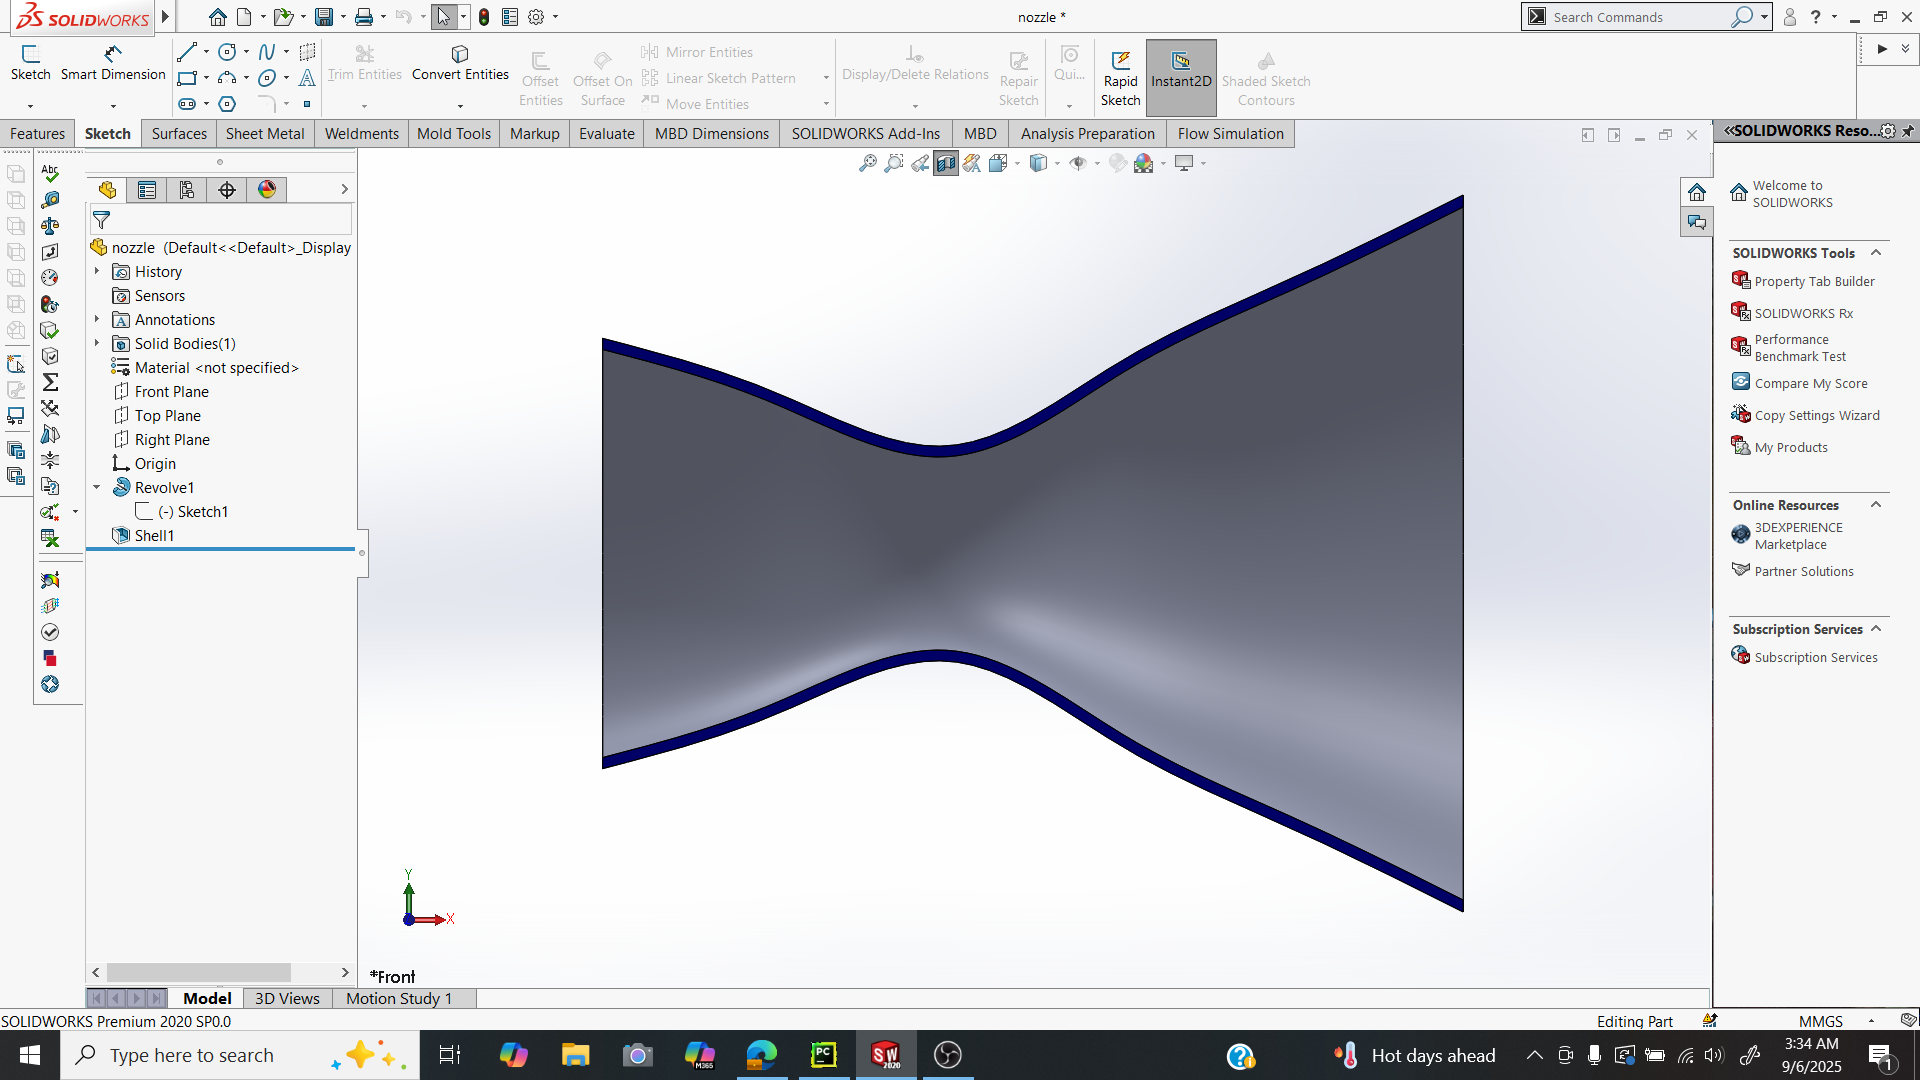 SOLIDWORKS
nozzle *
Search Commands
Sketch
Smart Dimension
Trim Entities
Convert Entities
Offset Entities
Offset On Surface
Mirror Entities
Linear Sketch Pattern
Move Entities
Display/Delete Relations
Repair Sketch
Qui...
Rapid Sketch
Instant2D
Shaded Sketch Contours
Features
Sketch
Surfaces
Sheet Metal
Weldments
Mold Tools
Markup
Evaluate
MBD Dimensions
SOLIDWORKS Add-Ins
MBD
Analysis Preparation
Flow Simulation
SOLIDWORKS Reso...
Abc
nozzle (Default<<Default>_Display
History
Sensors
Annotations
Solid Bodies(1)
Material <not specified>
Front Plane
Top Plane
Right Plane
Origin
Revolve1
(-) Sketch1
Shell1
Y
X
*Front
Welcome to
SOLIDWORKS
SOLIDWORKS Tools
Property Tab Builder
SOLIDWORKS Rx
Performance
Benchmark Test
Compare My Score
Copy Settings Wizard
My Products
Online Resources
3DEXPERIENCE
Marketplace
Partner Solutions
Subscription Services
Subscription Services
Model
3D Views
Motion Study 1
SOLIDWORKS Premium 2020 SP0.0
Editing Part
MMGS
Type here to search
M365
PC
SW
2020
Hot days ahead
3:34 AM
9/6/2025
1